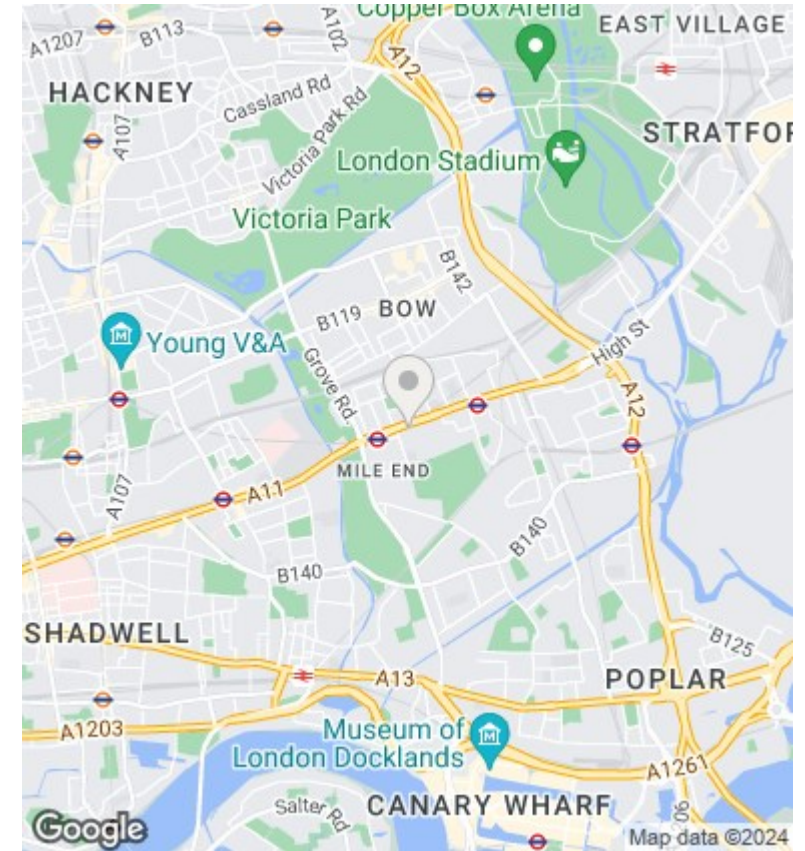 Copper Box Arena
EAST VILLAGE
A1207
B113
A102
A12
HACKNEY
Cassland Rd
A107
Victoria Park Rd
STRATFOR
London Stadium
Victoria Park
B142
B119
BOW
Young V&A
Grove Rd.
High St
A12
MILE END
A11
A107
B140
B140
SHADWELL
B125
A13
POPLAR
A1203
Museum of
London Docklands
A1261
Salter Rd
CANARY WHARF
Google
Map data ©2024